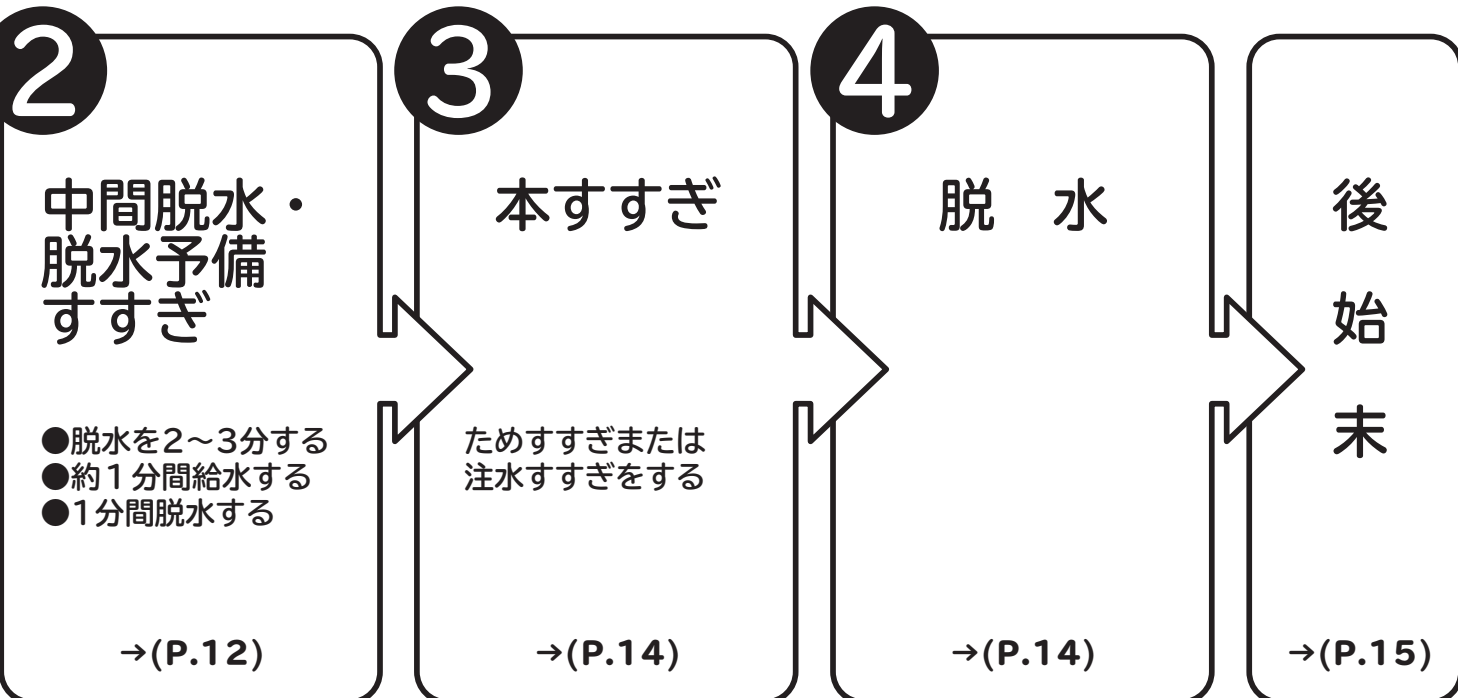 2
中間脱水・
脱水予備
すすぎ
●脱水を2～3分する
●約1分間給水する
●1分間脱水する
→(P.12)
3
本すすぎ
ためすすぎまたは
注水すすぎをする
→(P.14)
4
脱　水
→(P.14)
後
始
末
→(P.15)